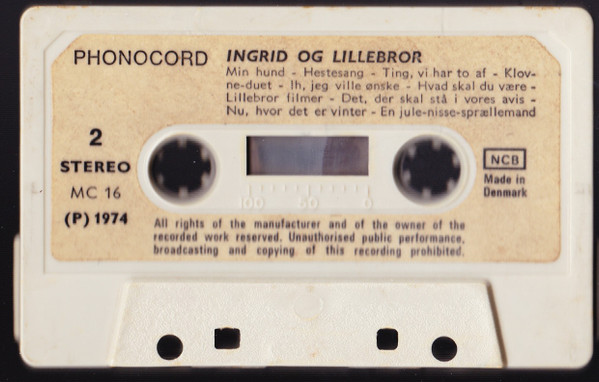 PHONOCORD
INGRID OG LILLEBROR
Min hund - Hestesang - Ting, vi har to af - Klov-
ne-duet - Ih, jeg ville ønske - Hvad skal du være -
Lillebror filmer - Det, der skal stå i vores avis -
Nu, hvor det er vinter - En jule-nisse-sprællemand
2
STEREO
MC 16
(P) 1974
100 50 0
NCB
Made in
Denmark
All rights of the manufacturer and of the owner of the
recorded work reserved. Unauthorised public performance,
broadcasting and copying of this recording prohibited.